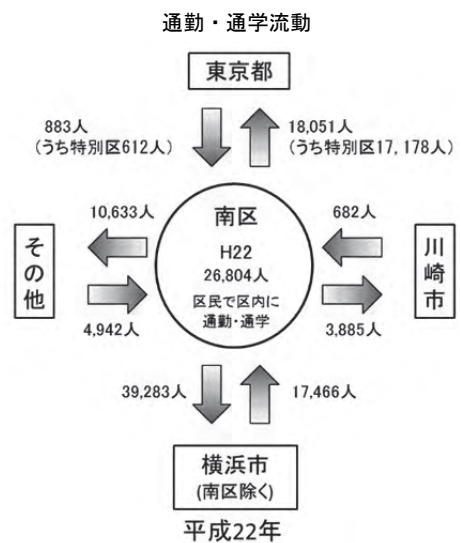 通勤・通学流動
東京都
883人
(うち特別区612人)
18,051人
(うち特別区17,178人)
10,633人
南区
682人
その他
H22
26,804人
区民で区内に
通勤・通学
川崎市
4,942人
3,885人
39,283人
17,466人
横浜市
(南区除く)
平成22年